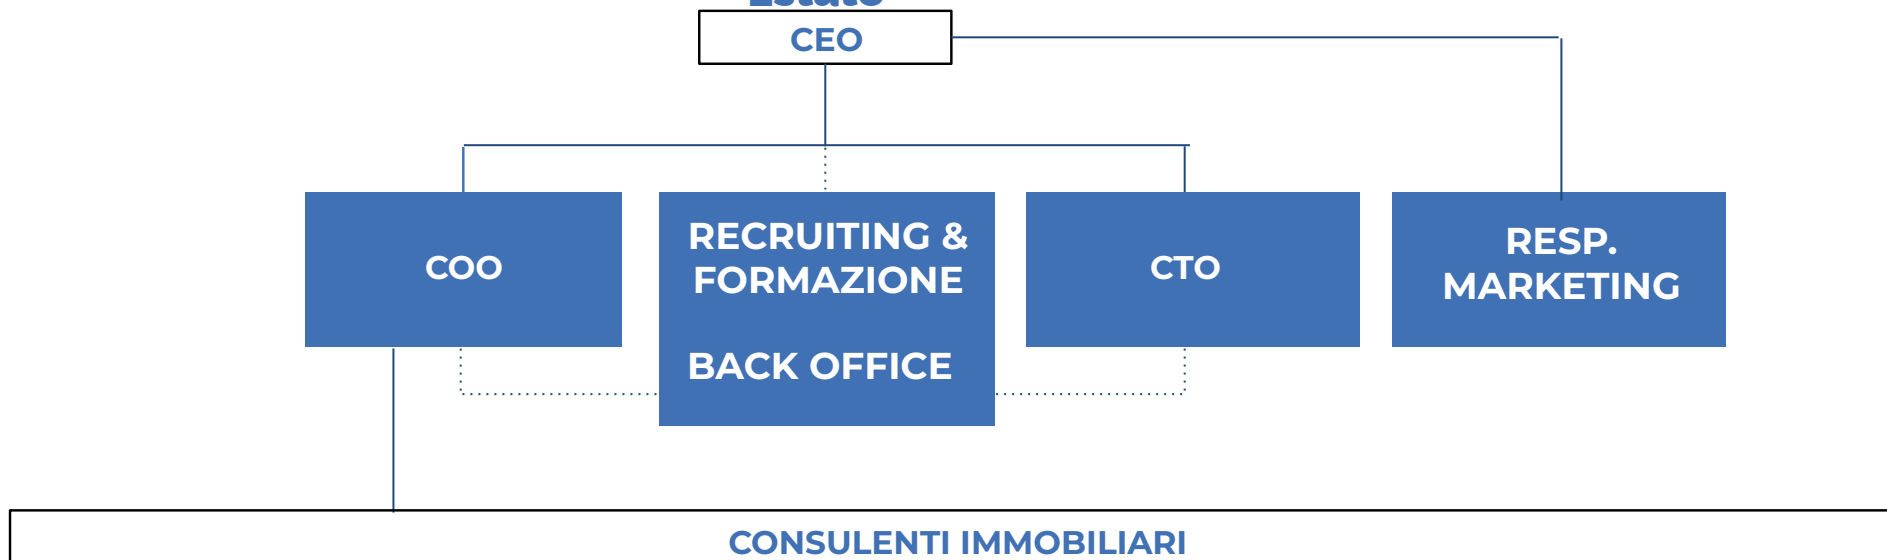 CEO
COO
RECRUITING &
FORMAZIONE
BACK OFFICE
CTO
RESP.
MARKETING
CONSULENTI IMMOBILIARI